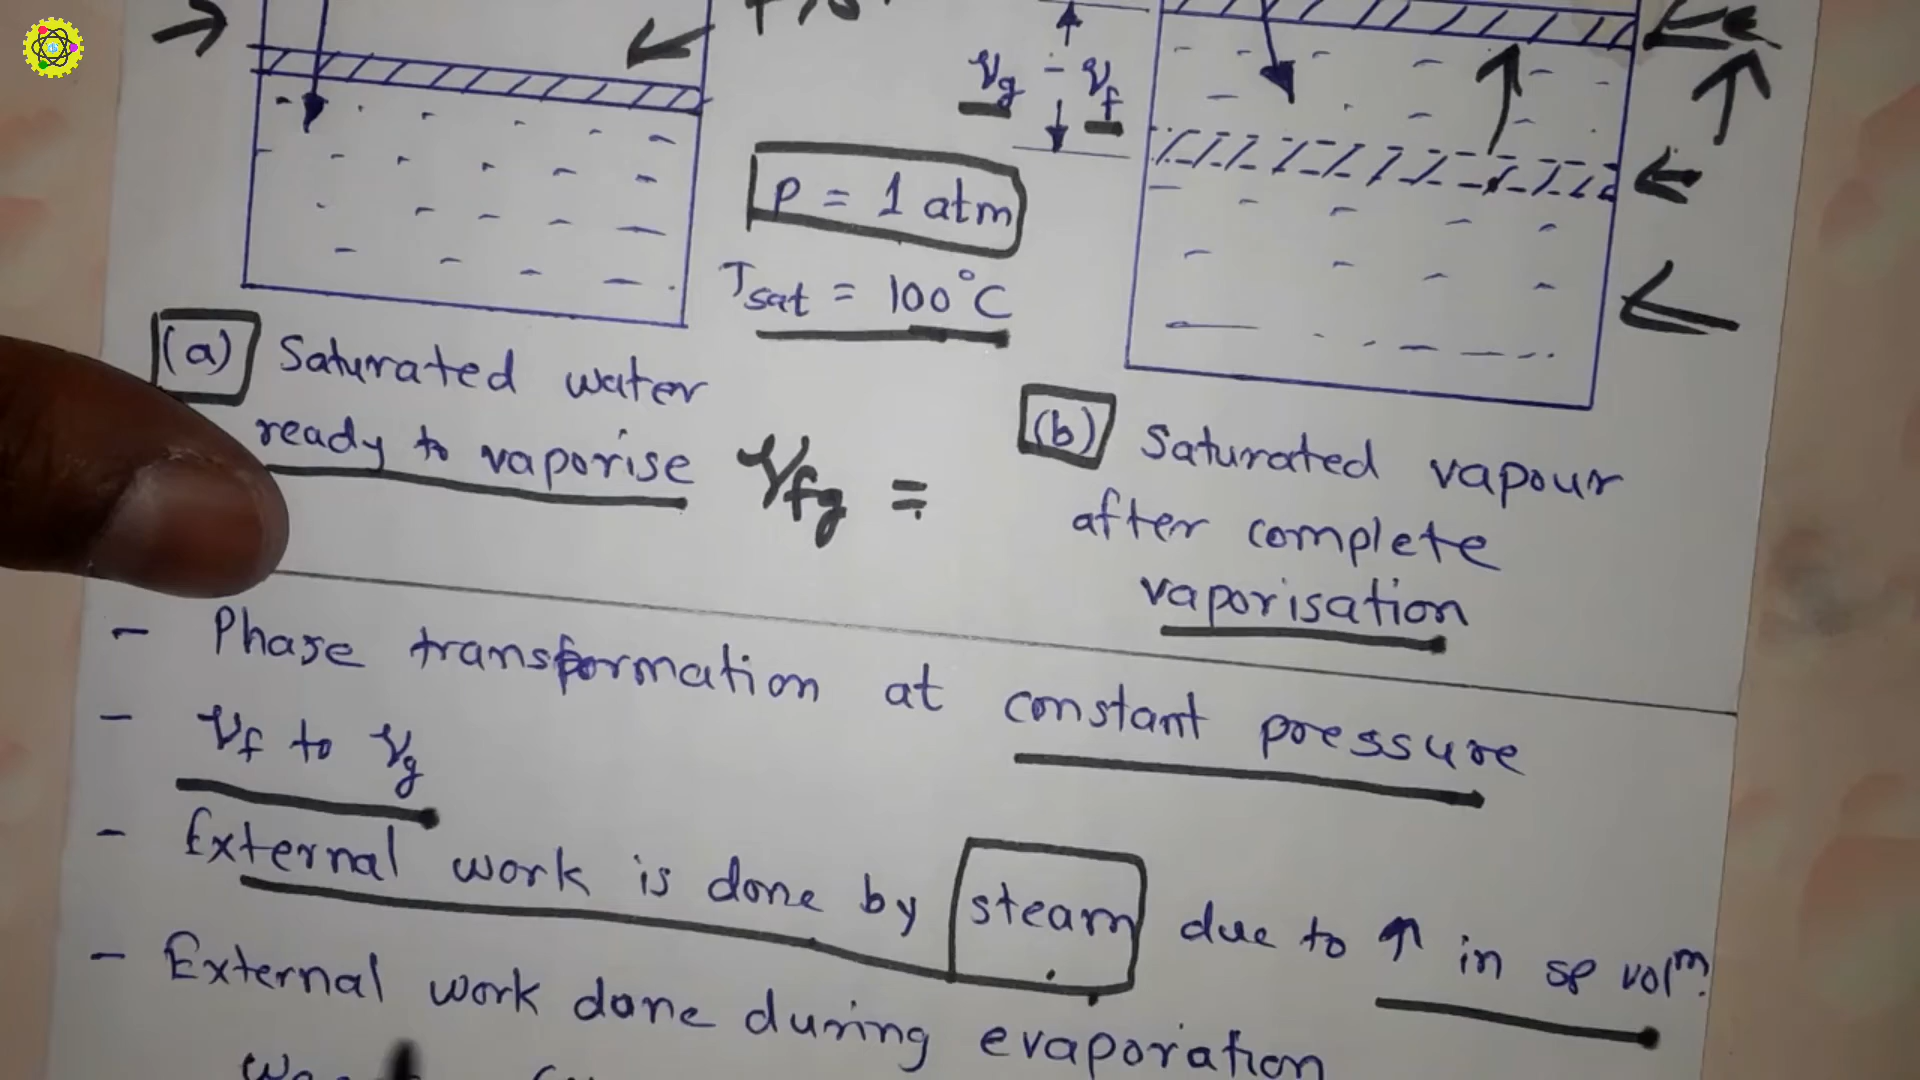 Vg - Vf
P = 1 atm
Tsat = 100°C
(a) Saturated water
ready to vaporise
Vfg =
(b) Saturated vapour
after complete
vaporisation
- Phase transformation at constant pressure
- Vf to Vg
- External work is done by steam due to ↑ in sp volm.
- External work done during evaporation